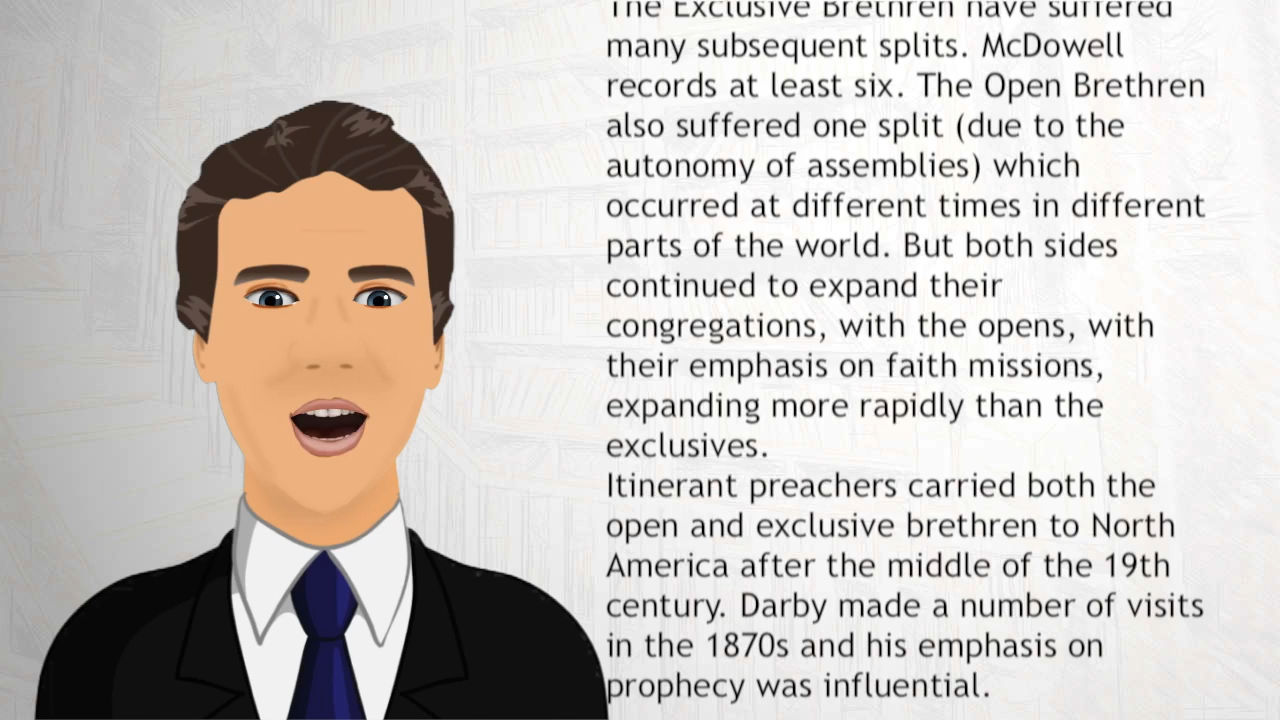 The Exclusive Brethren have suffered
many subsequent splits. McDowell
records at least six. The Open Brethren
also suffered one split (due to the
autonomy of assemblies) which
occurred at different times in different
parts of the world. But both sides
continued to expand their
congregations, with the opens, with
their emphasis on faith missions,
expanding more rapidly than the
exclusives.
Itinerant preachers carried both the
open and exclusive brethren to North
America after the middle of the 19th
century. Darby made a number of visits
in the 1870s and his emphasis on
prophecy was influential.